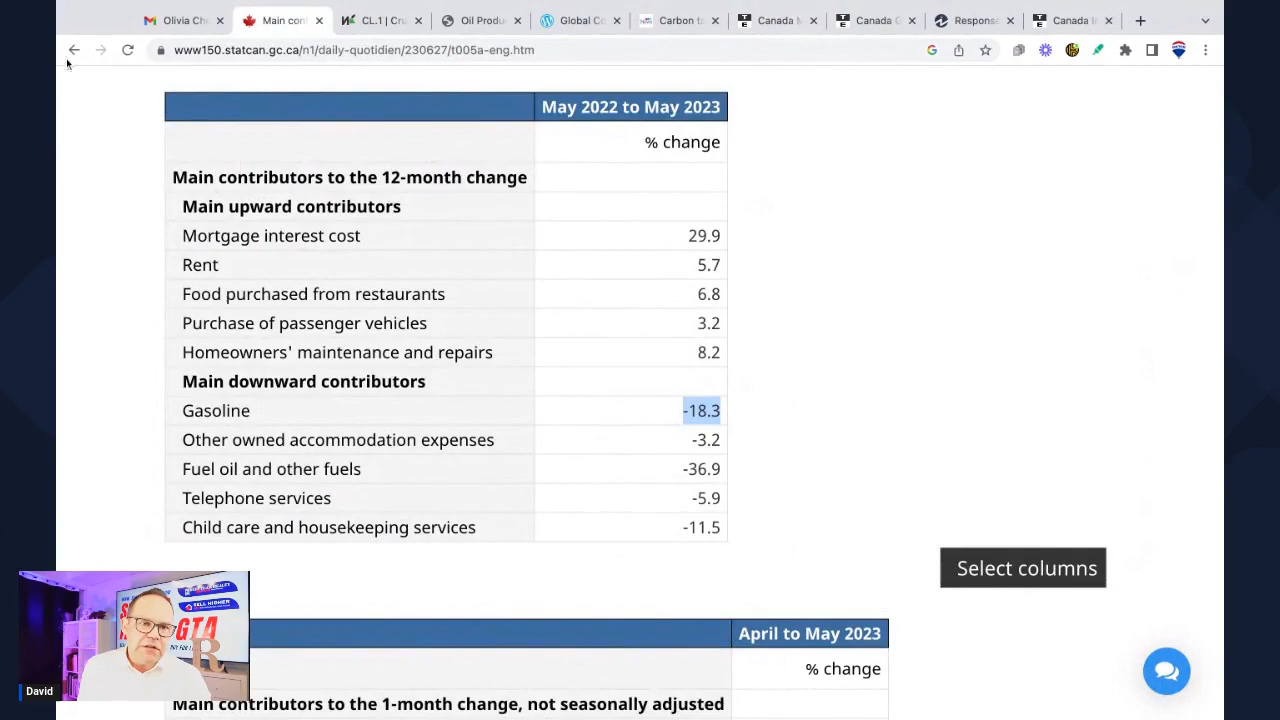 Olivia Ch
Main con
CL.1 | Cru
Oil Produ
Global Co
Carbon ta
Canada M
Canada G
Respons
Canada I
www150.statcan.gc.ca/n1/daily-quotidien/230627/t005a-eng.htm
May 2022 to May 2023
% change
Main contributors to the 12-month change
Main upward contributors
Mortgage interest cost 29.9
Rent 5.7
Food purchased from restaurants 6.8
Purchase of passenger vehicles 3.2
Homeowners' maintenance and repairs 8.2
Main downward contributors
Gasoline -18.3
Other owned accommodation expenses -3.2
Fuel oil and other fuels -36.9
Telephone services -5.9
Child care and housekeeping services -11.5
Select columns
SELL HIGHER
GTA
R
David
April to May 2023
% change
Main contributors to the 1-month change, not seasonally adjusted